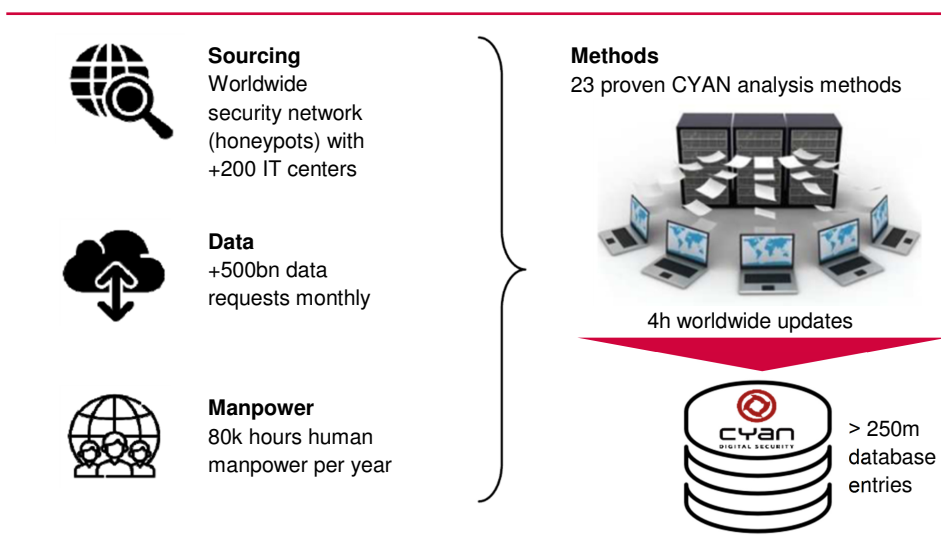 Sourcing
Worldwide
security network
(honeypots) with
+200 IT centers
Data
+500bn data
requests monthly
Manpower
80k hours human
manpower per year
Methods
23 proven CYAN analysis methods
4h worldwide updates
cyan
DIGITAL SECURITY
> 250m
database
entries